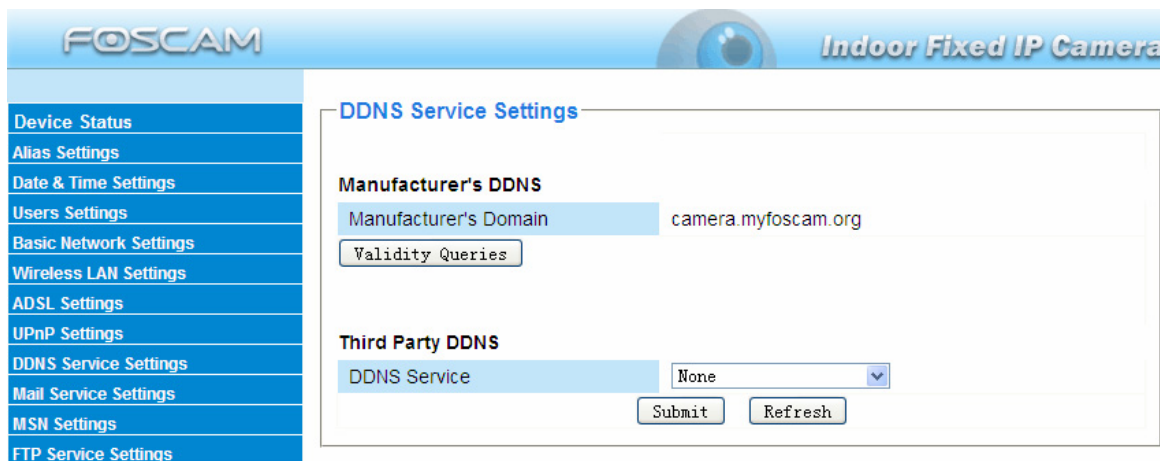 FOSCAM
Indoor Fixed IP Camera
Device Status
Alias Settings
Date & Time Settings
Users Settings
Basic Network Settings
Wireless LAN Settings
ADSL Settings
UPnP Settings
DDNS Service Settings
Mail Service Settings
MSN Settings
FTP Service Settings
DDNS Service Settings
Manufacturer's DDNS
Manufacturer's Domain camera.myfoscam.org
Validity Queries
Third Party DDNS
DDNS Service None
Submit Refresh